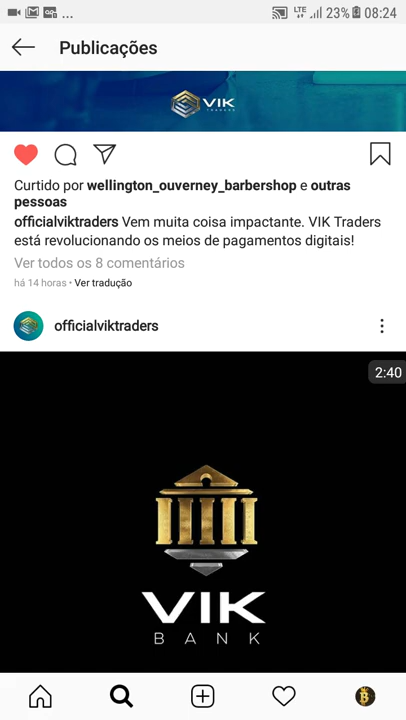 ... LTE 23% 08:24
Publicações
VIK
TRADERS
Curtido por wellington_ouverney_barbershop e outras
pessoas
officialviktraders Vem muita coisa impactante. VIK Traders
está revolucionando os meios de pagamentos digitais!
Ver todos os 8 comentários
há 14 horas • Ver tradução
officialviktraders
2:40
VIK
BANK